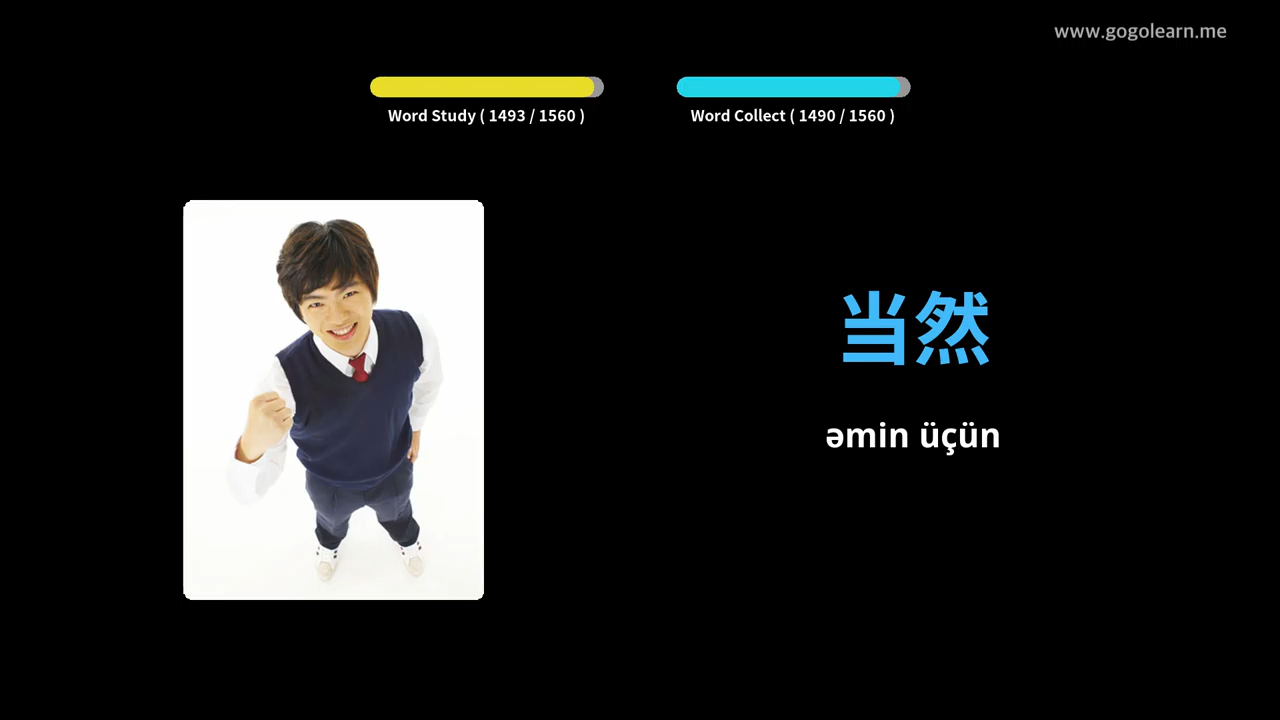 www.gogolearn.me
Word Study ( 1493 / 1560 )
Word Collect ( 1490 / 1560 )
当然
əmin üçün